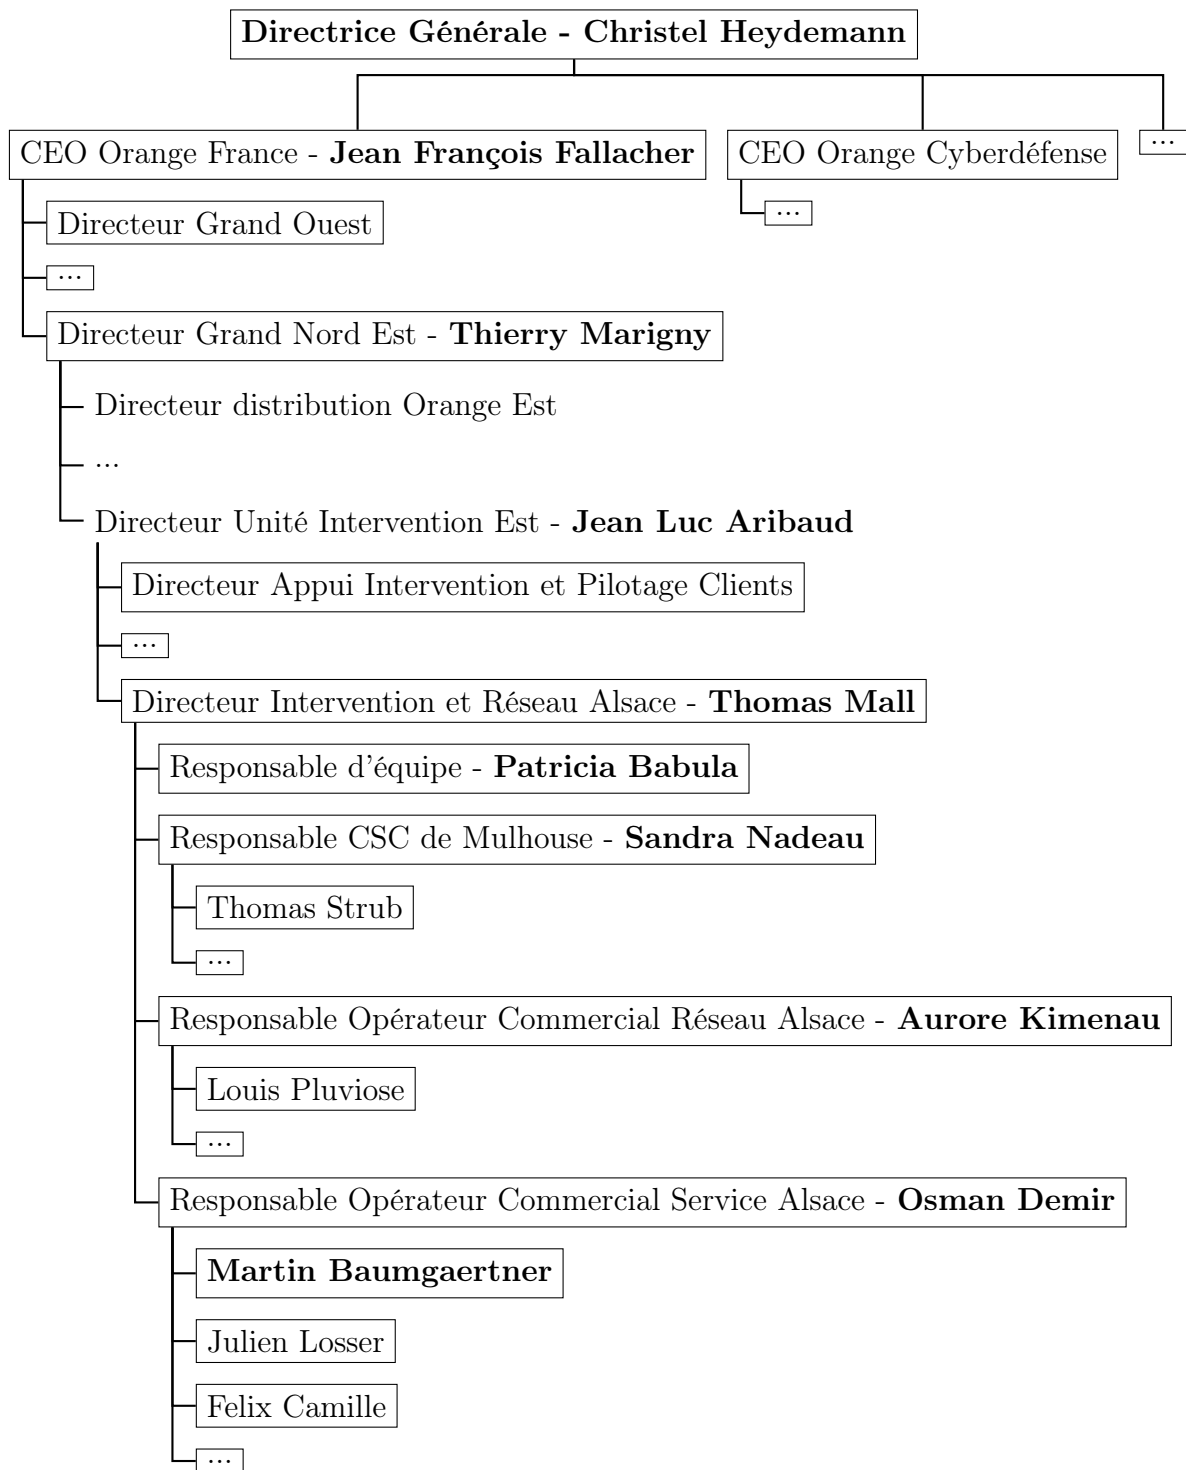 Directrice Générale - Christel Heydemann
CEO Orange France - Jean François Fallacher
CEO Orange Cyberdéfense
...
Directeur Grand Ouest
...
...
Directeur Grand Nord Est - Thierry Marigny
Directeur distribution Orange Est
...
Directeur Unité Intervention Est - Jean Luc Aribaud
Directeur Appui Intervention et Pilotage Clients
...
Directeur Intervention et Réseau Alsace - Thomas Mall
Responsable d'équipe - Patricia Babula
Responsable CSC de Mulhouse - Sandra Nadeau
Thomas Strub
...
Responsable Opérateur Commercial Réseau Alsace - Aurore Kimenau
Louis Pluviose
...
Responsable Opérateur Commercial Service Alsace - Osman Demir
Martin Baumgaertner
Julien Losser
Felix Camille
...